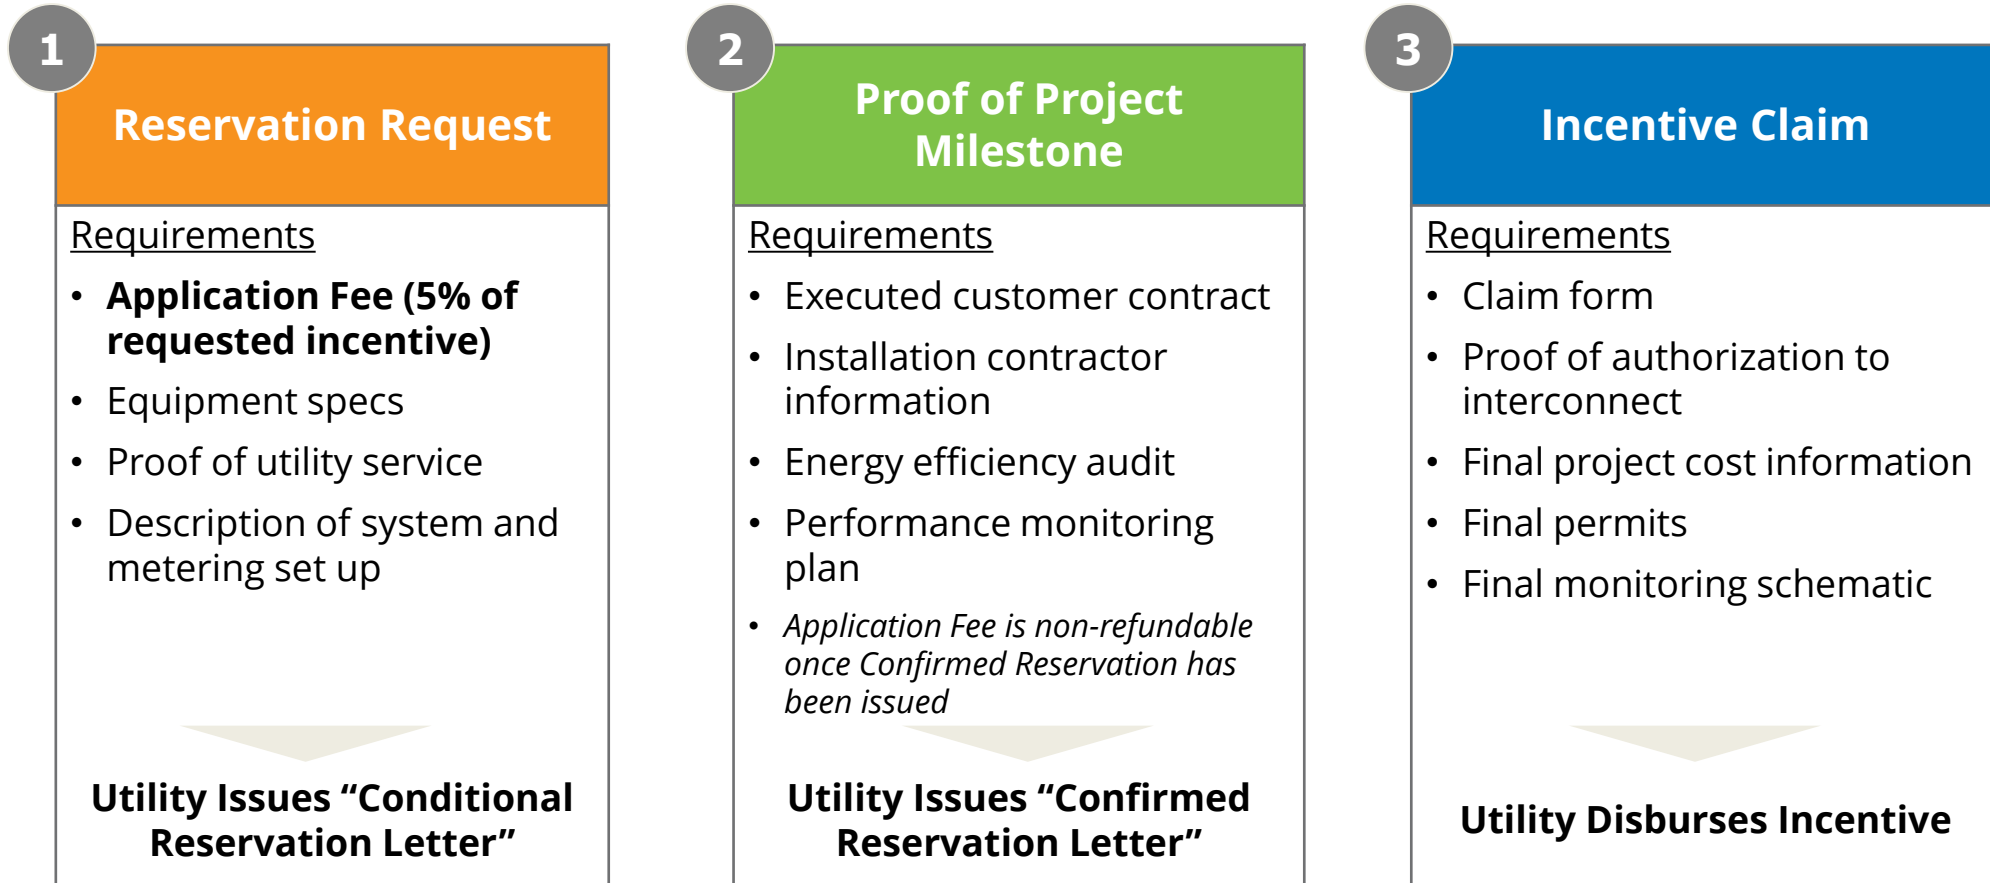 1
Reservation Request
Requirements
• Application Fee (5% of
requested incentive)
• Equipment specs
• Proof of utility service
• Description of system and
metering set up
Utility Issues “Conditional
Reservation Letter”
2
Proof of Project
Milestone
Requirements
• Executed customer contract
• Installation contractor
information
• Energy efficiency audit
• Performance monitoring
plan
• Application Fee is non-refundable
once Confirmed Reservation has
been issued
Utility Issues “Confirmed
Reservation Letter”
3
Incentive Claim
Requirements
• Claim form
• Proof of authorization to
interconnect
• Final project cost information
• Final permits
• Final monitoring schematic
Utility Disburses Incentive